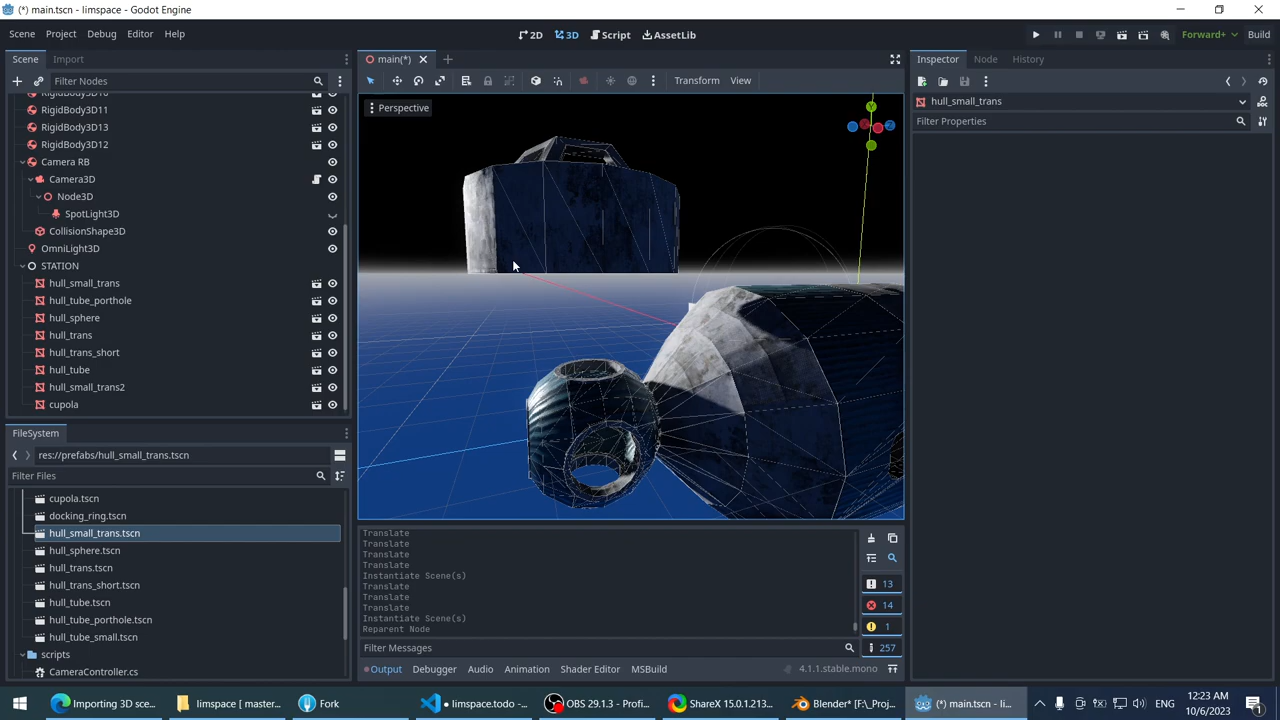 (*) main.tscn - limspace - Godot Engine
Scene Project Debug Editor Help
2D 3D Script AssetLib
Forward+ Build
Scene Import
main(*)
Inspector Node History
Filter Nodes
Transform View
hull_small_trans
Filter Properties
Perspective
Y
Z
RigidBody3D10
RigidBody3D11
RigidBody3D13
RigidBody3D12
Camera RB
Camera3D
Node3D
SpotLight3D
CollisionShape3D
OmniLight3D
STATION
hull_small_trans
hull_tube_porthole
hull_sphere
hull_trans
hull_trans_short
hull_tube
hull_small_trans2
cupola
FileSystem
res://prefabs/hull_small_trans.tscn
Filter Files
cupola.tscn
docking_ring.tscn
hull_small_trans.tscn
hull_sphere.tscn
hull_trans.tscn
hull_trans_short.tscn
hull_tube.tscn
hull_tube_porthole.tscn
hull_tube_small.tscn
scripts
CameraController.cs
Translate
Translate
Translate
Translate
Instantiate Scene(s)
Translate
Translate
Translate
Instantiate Scene(s)
Reparent Node
13
14
1
257
Filter Messages
Output Debugger Audio Animation Shader Editor MSBuild
4.1.1.stable.mono
Importing 3D sce...
limspace [ master...
Fork
limspace.todo - ...
OBS 29.1.3 - Profi...
ShareX 15.0.1.213...
Blender* [F:\_Proj...
(*) main.tscn - li...
12:23 AM
10/6/2023
1